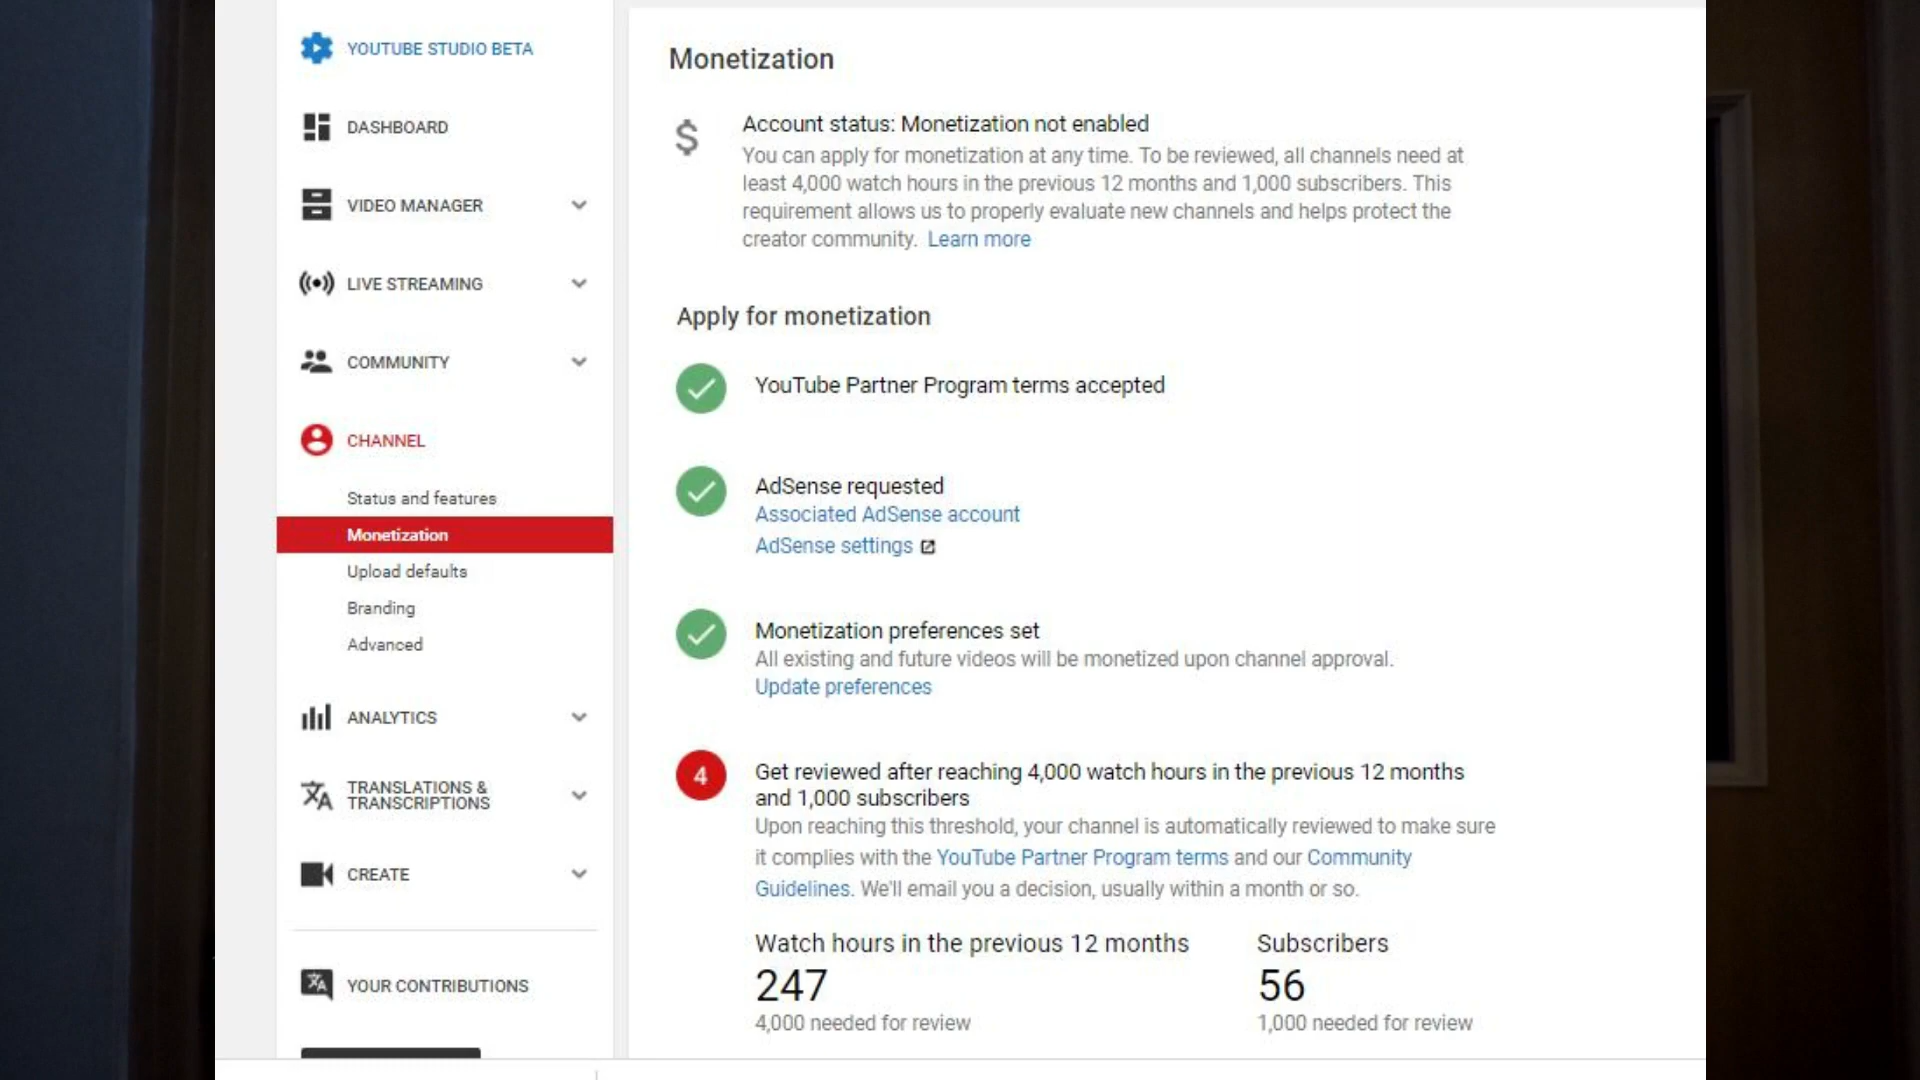 YOUTUBE STUDIO BETA
DASHBOARD
VIDEO MANAGER
LIVE STREAMING
COMMUNITY
CHANNEL
Status and features
Monetization
Upload defaults
Branding
Advanced
ANALYTICS
TRANSLATIONS &
TRANSCRIPTIONS
CREATE
YOUR CONTRIBUTIONS
Monetization
Account status: Monetization not enabled
You can apply for monetization at any time. To be reviewed, all channels need at
least 4,000 watch hours in the previous 12 months and 1,000 subscribers. This
requirement allows us to properly evaluate new channels and helps protect the
creator community. Learn more
Apply for monetization
YouTube Partner Program terms accepted
AdSense requested
Associated AdSense account
AdSense settings
Monetization preferences set
All existing and future videos will be monetized upon channel approval.
Update preferences
4
Get reviewed after reaching 4,000 watch hours in the previous 12 months
and 1,000 subscribers
Upon reaching this threshold, your channel is automatically reviewed to make sure
it complies with the YouTube Partner Program terms and our Community
Guidelines. We'll email you a decision, usually within a month or so.
Watch hours in the previous 12 months
247
4,000 needed for review
Subscribers
56
1,000 needed for review